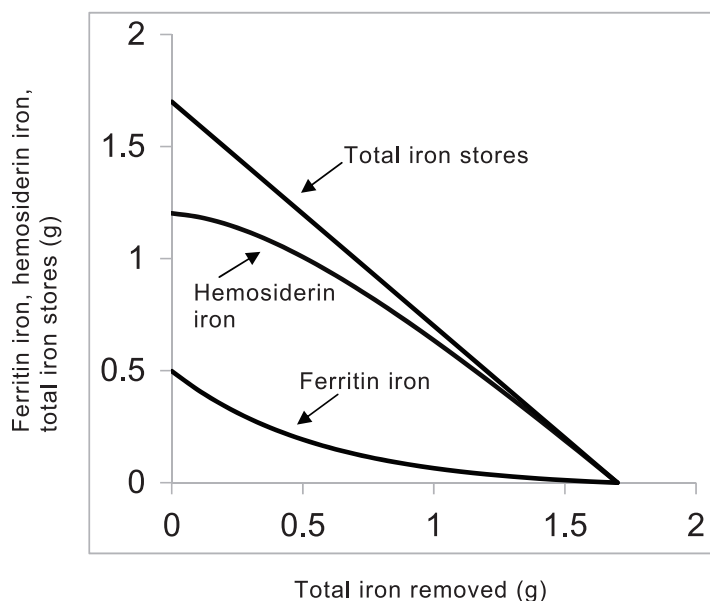 Ferritin iron, hemosiderin iron,
total iron stores (g)
2
1.5
1
0.5
0
Total iron stores
Hemosiderin
iron
Ferritin iron
0
0.5
1
1.5
2
Total iron removed (g)